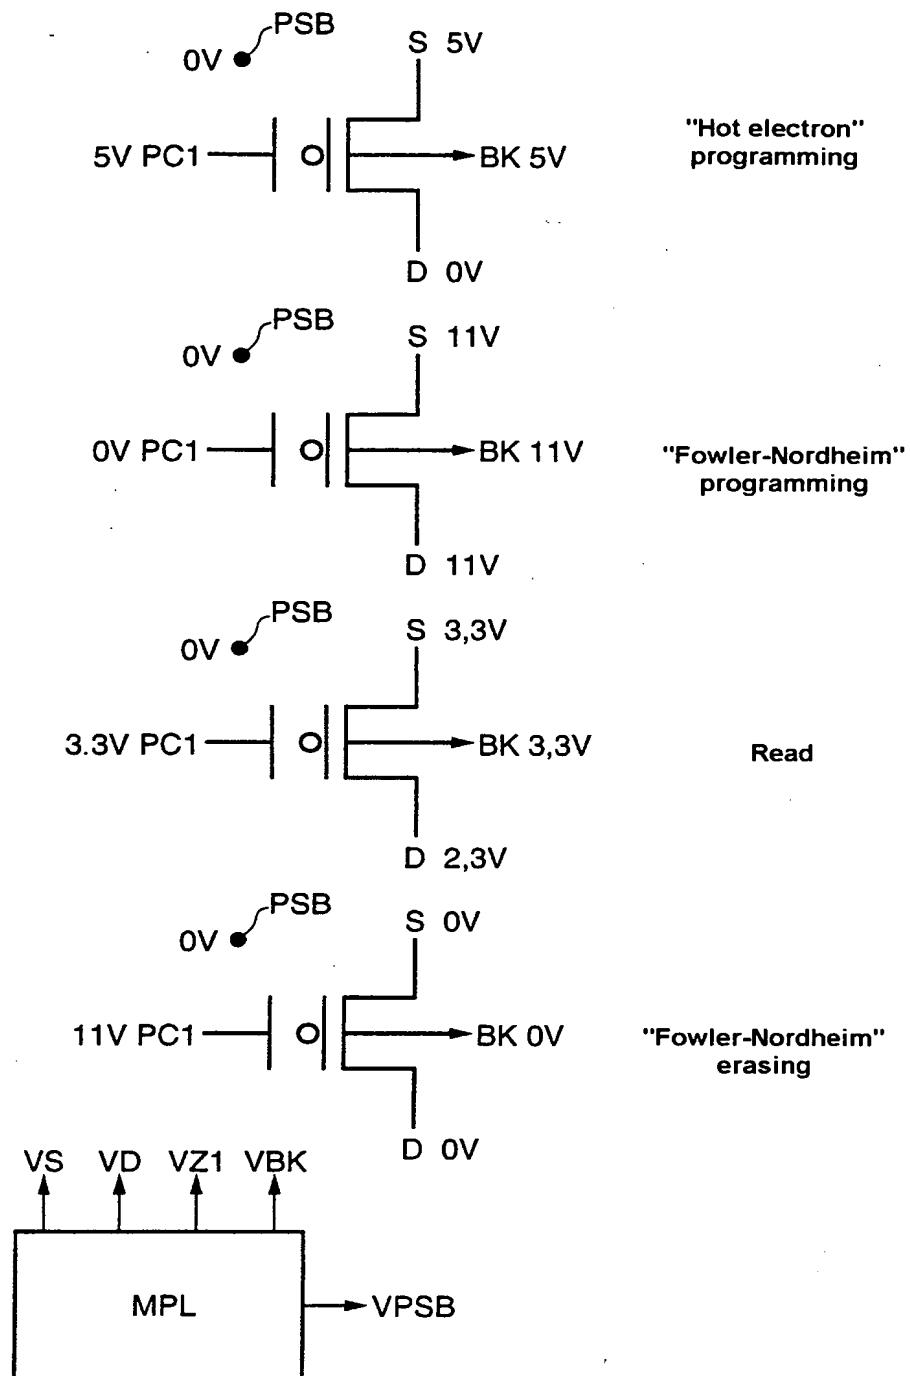 PSB
0V
S 5V
5V PC1
BK 5V
D 0V
"Hot electron"
programming
PSB
0V
S 11V
0V PC1
BK 11V
D 11V
"Fowler-Nordheim"
programming
PSB
0V
S 3,3V
3.3V PC1
BK 3,3V
D 2,3V
Read
PSB
0V
S 0V
11V PC1
BK 0V
D 0V
"Fowler-Nordheim"
erasing
VS VD VZ1 VBK
MPL
VPSB